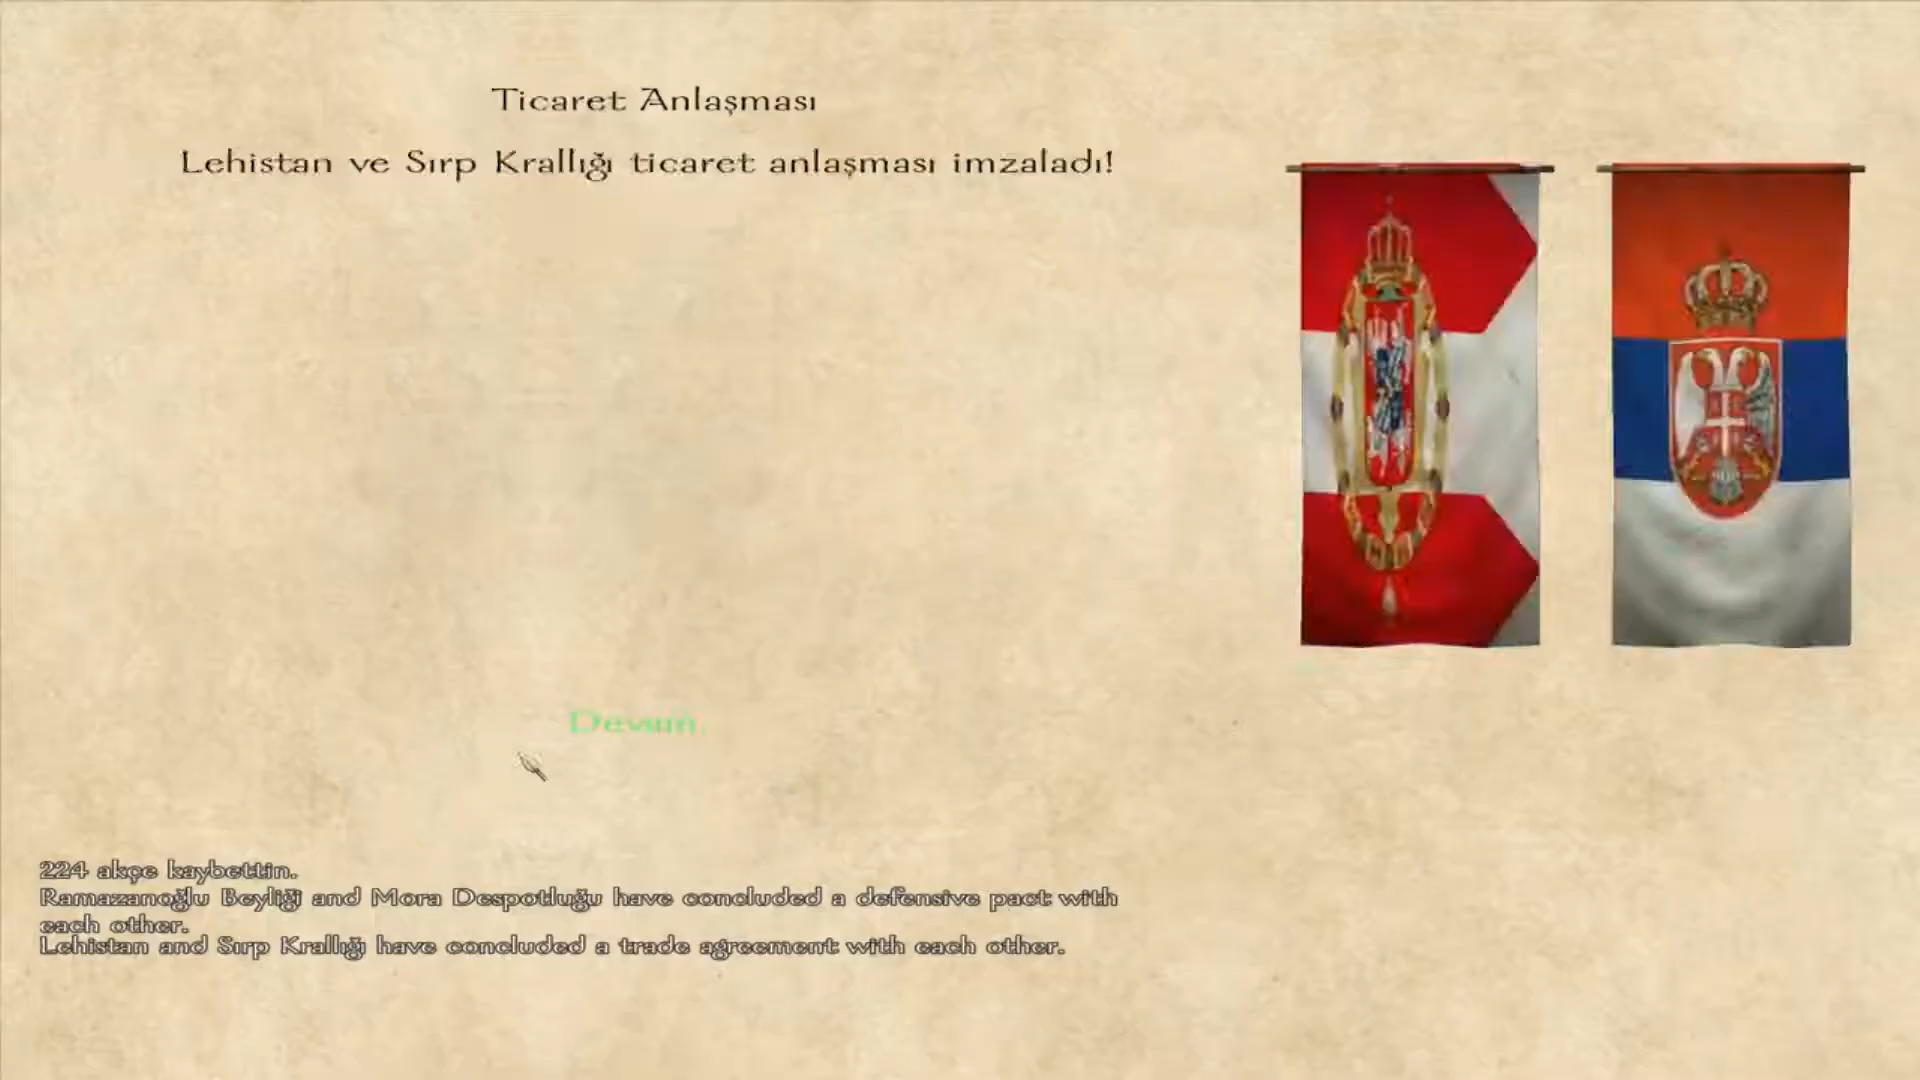 Ticaret Anlaşması
Lehistan ve Sırp Krallığı ticaret anlaşması imzaladı!
Devam.
224 akçe kaybettin.
Ramazanoğlu Beyliği and Mora Despotluğu have concluded a defensive pact with
each other.
Lehistan and Sırp Krallığı have concluded a trade agreement with each other.